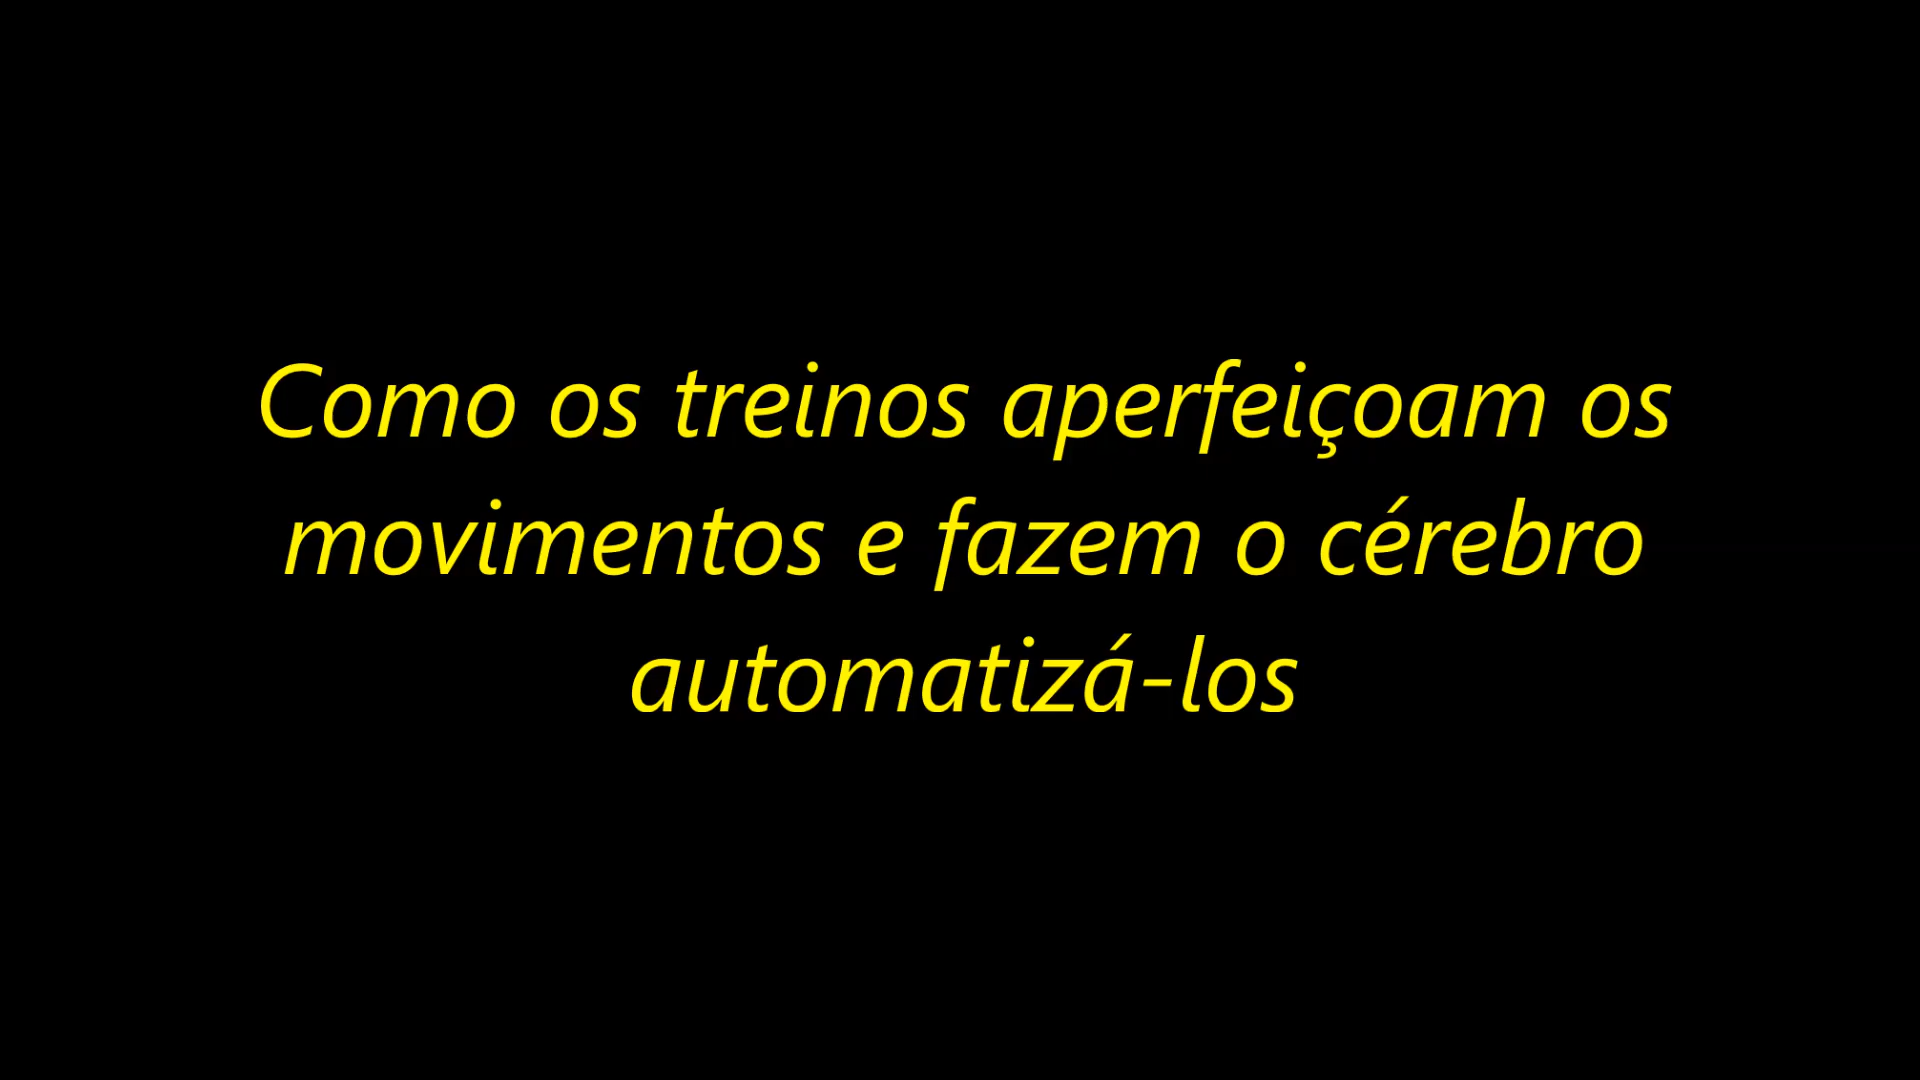 Como os treinos aperfeiçoam os
movimentos e fazem o cérebro
automatizá-los